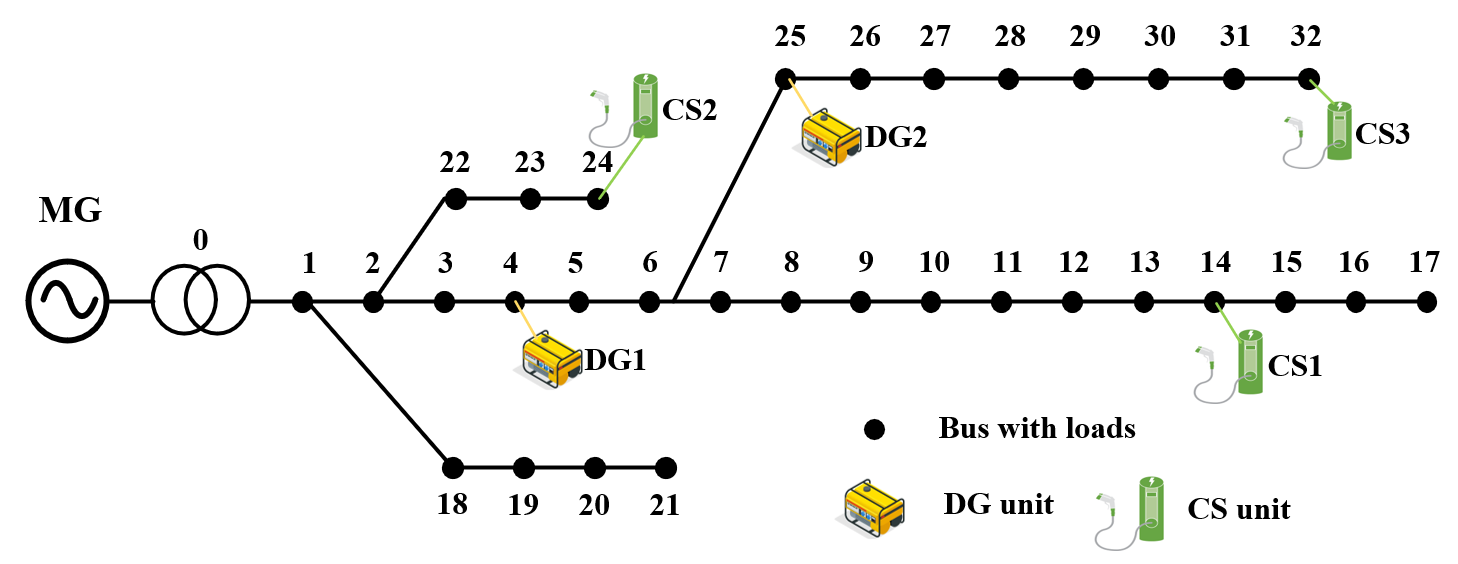 25 26 27 28 29 30 31 32
CS2
DG2
CS3
22 23 24
MG
0
1 2 3 4 5 6 7 8 9 10 11 12 13 14 15 16 17
DG1
CS1
Bus with loads
18 19 20 21
DG unit
CS unit